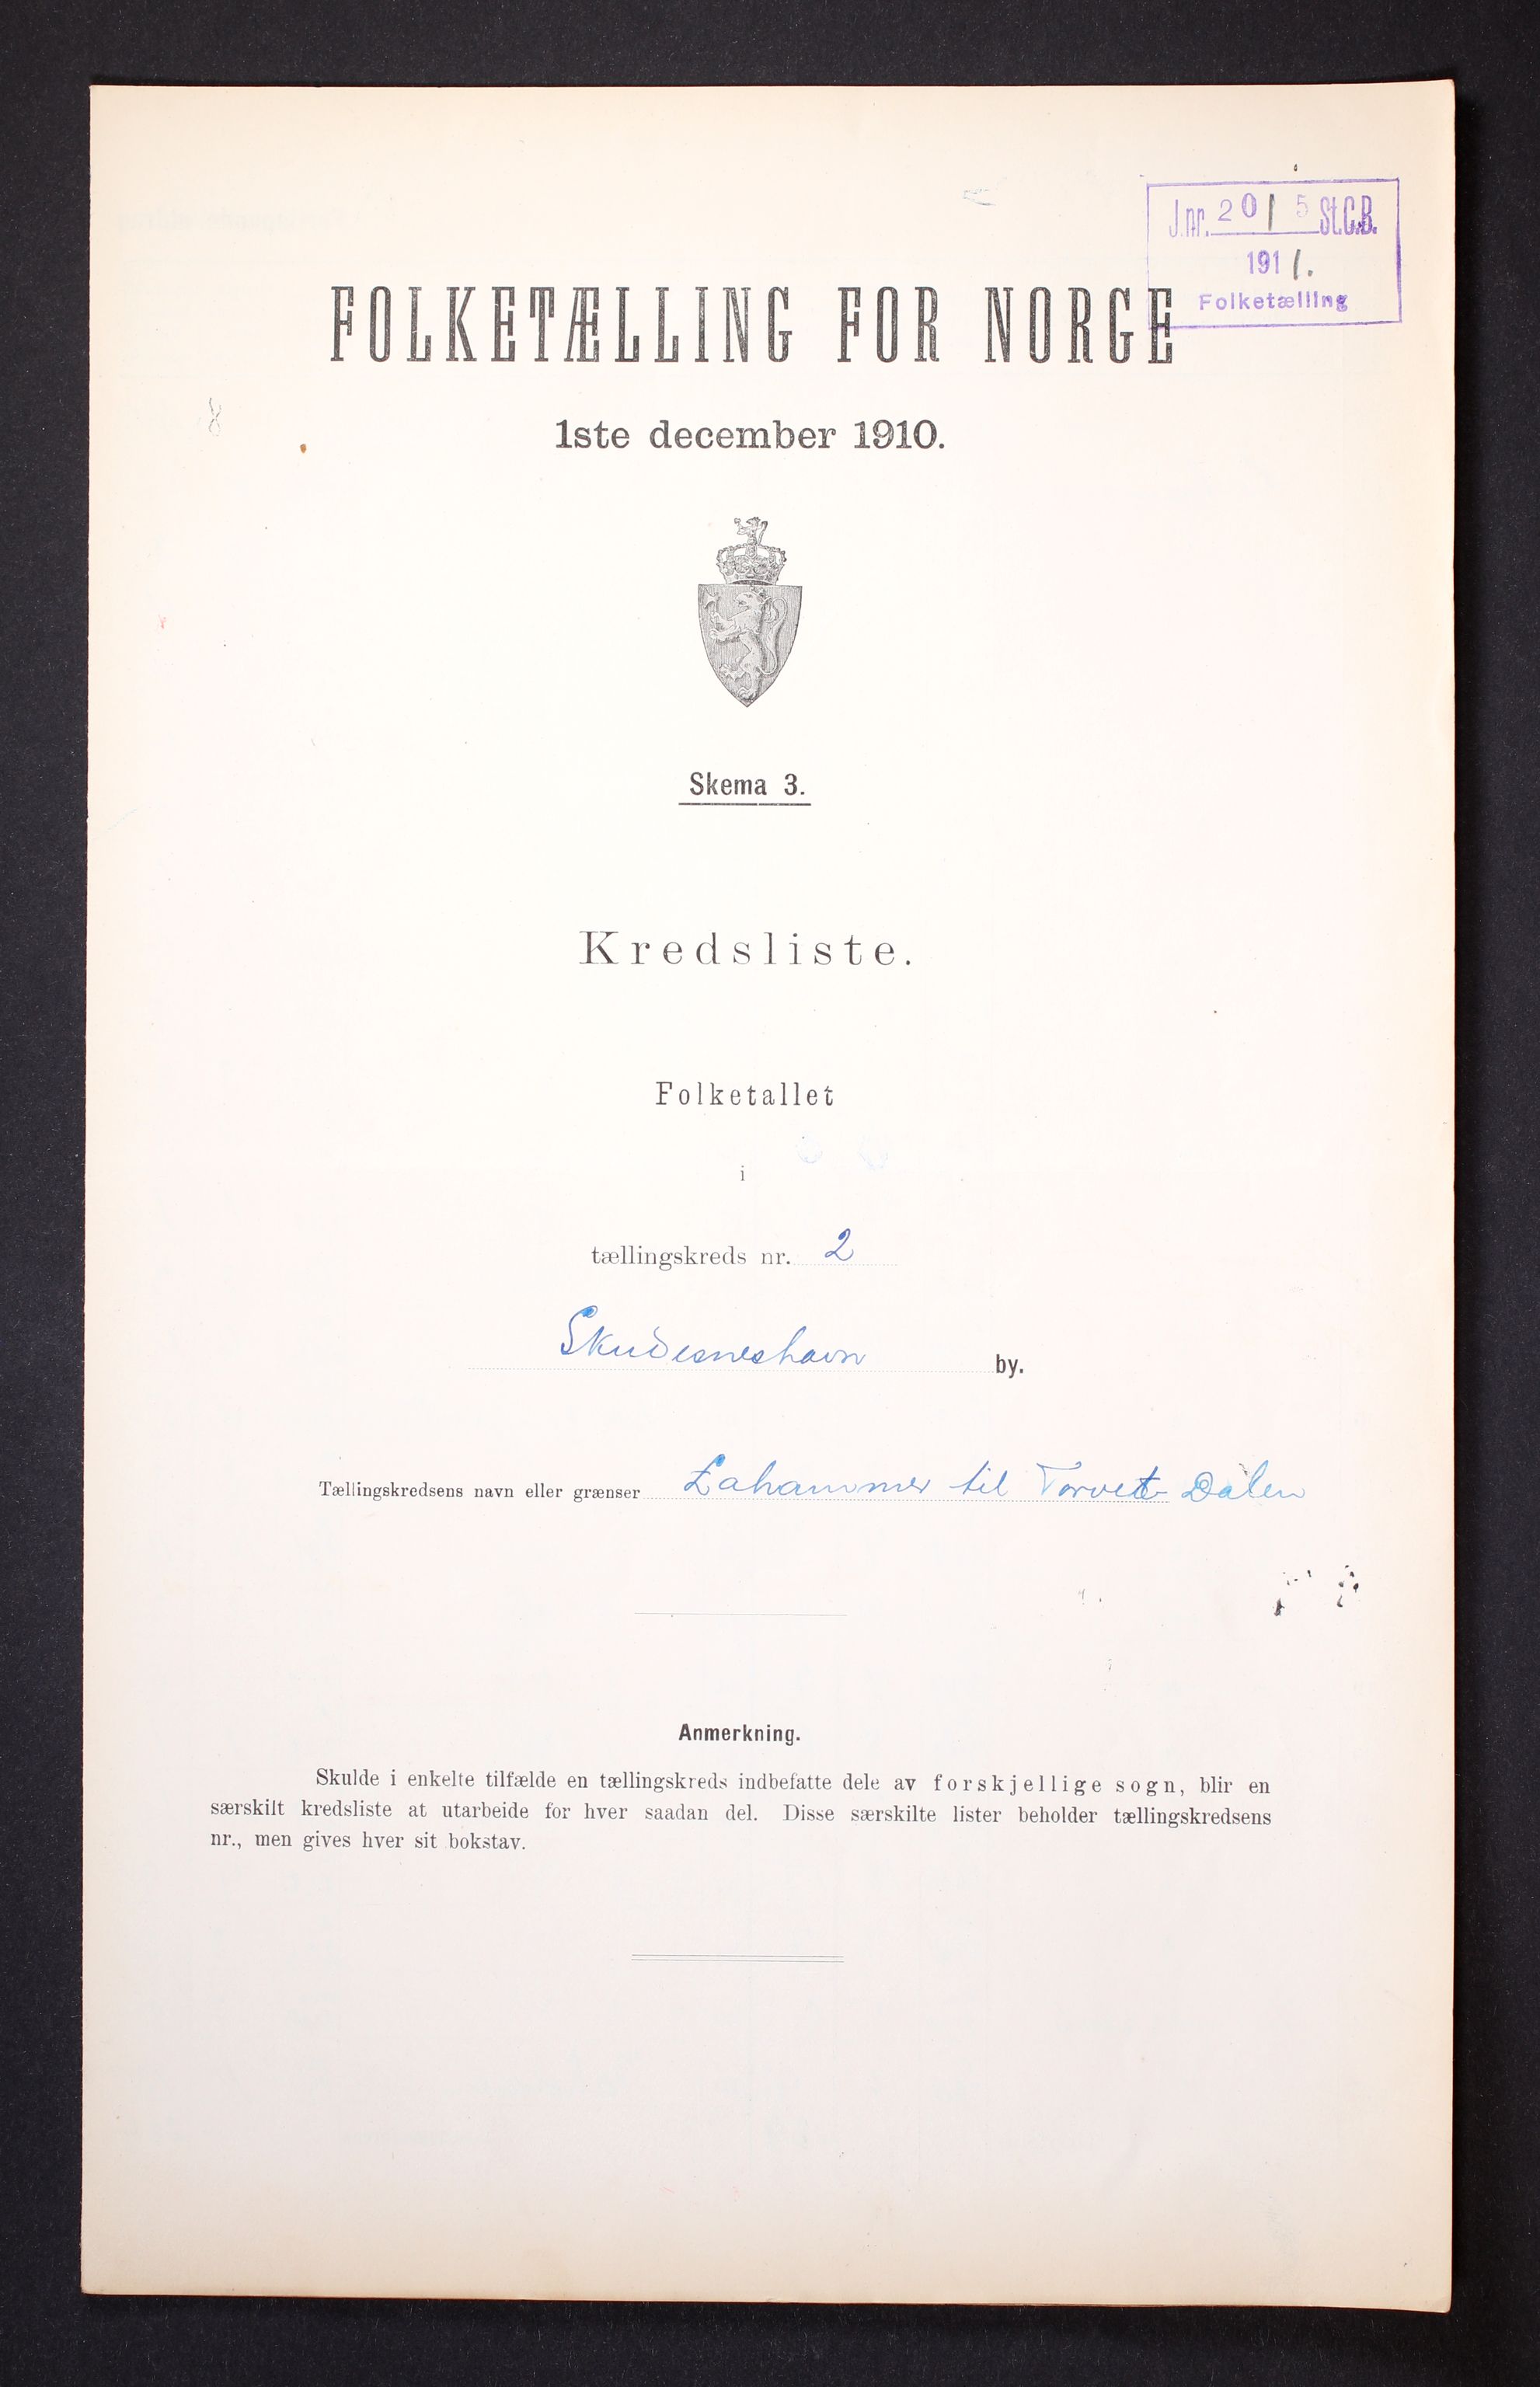 J.nr. 2015 St.C.B.
1911.
Folketælling
FOLKETÆLLING FOR NORGE
1ste december 1910.
Skema 3.
Kredsliste.
Folketallet
i
tællingskreds nr. 2
Skudesneshavn by.
Tællingskredsens navn eller grænser Lahammer til Torvet Dalen
Anmerkning.
Skulde i enkelte tilfælde en tællingskreds indbefatte dele av forskjellige sogn, blir en
særskilt kredsliste at utarbeide for hver saadan del. Disse særskilte lister beholder tællingskredsens
nr., men gives hver sit bokstav.